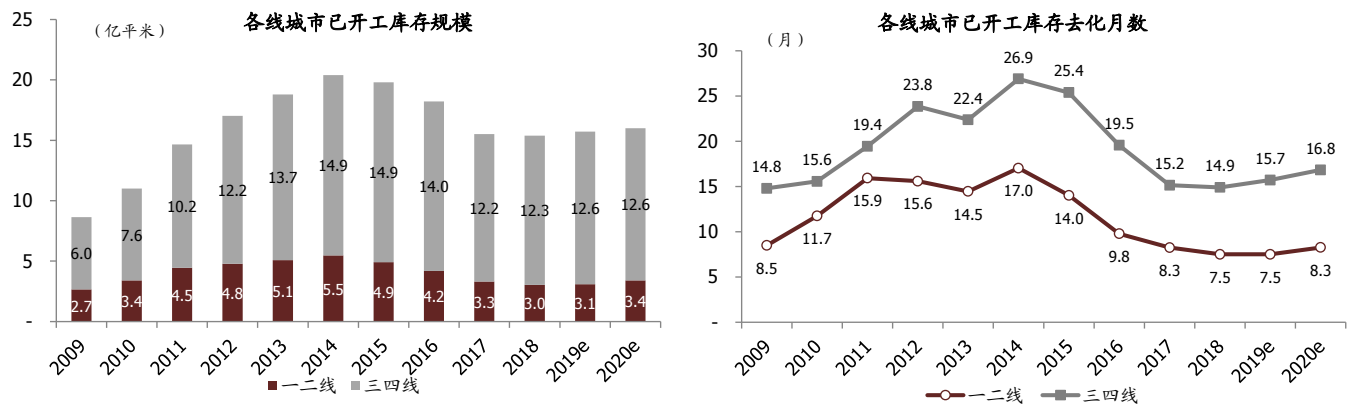 各线城市已开工库存规模
（亿平米）
25
20
15
10
5
-
6.0 7.6 10.2 12.2 13.7 14.9 14.9 14.0 12.2 12.3 12.6 12.6
2.7 3.4 4.5 4.8 5.1 5.5 4.9 4.2 3.3 3.0 3.1 3.4
2009 2010 2011 2012 2013 2014 2015 2016 2017 2018 2019e 2020e
一二线 三四线
各线城市已开工库存去化月数
（月）
30
25
20
15
10
5
-
14.8 15.6 19.4 23.8 22.4 26.9 25.4 19.5 15.2 14.9 15.7 16.8
8.5 11.7 15.9 15.6 14.5 17.0 14.0 9.8 8.3 7.5 7.5 8.3
2009 2010 2011 2012 2013 2014 2015 2016 2017 2018 2019e 2020e
一二线 三四线